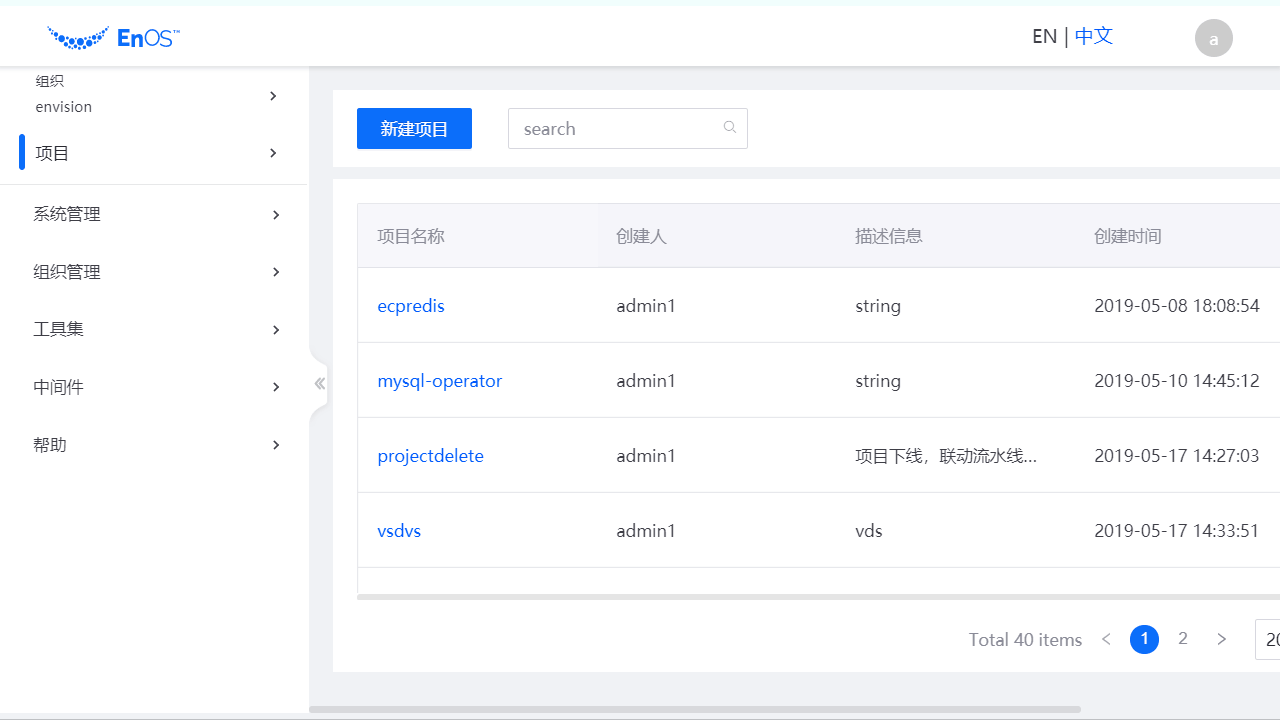 EnOS™
EN | 中文
a
组织
envision
项目
系统管理
组织管理
工具集
中间件
帮助
新建项目
search
项目名称 创建人 描述信息 创建时间
ecpredis admin1 string 2019-05-08 18:08:54
mysql-operator admin1 string 2019-05-10 14:45:12
projectdelete admin1 项目下线，联动流水线... 2019-05-17 14:27:03
vsdvs admin1 vds 2019-05-17 14:33:51
Total 40 items < 1 2 > 20